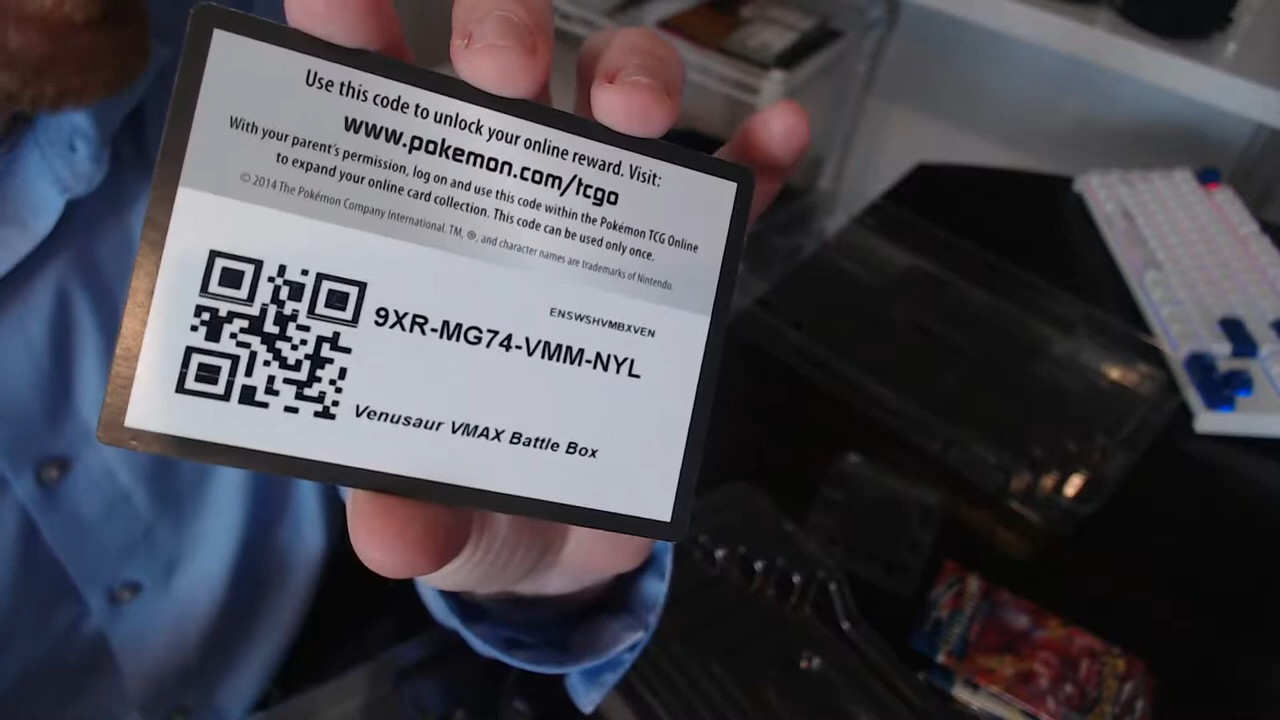 Use this code to unlock your online reward. Visit:
www.pokemon.com/tcgo
With your parent's permission, log on and use this code within the Pokémon TCG Online
to expand your online card collection. This code can be used only once.
© 2014 The Pokémon Company International. TM, ®, and character names are trademarks of Nintendo.
ENSWSHVMBXVEN
9XR-MG74-VMM-NYL
Venusaur VMAX Battle Box